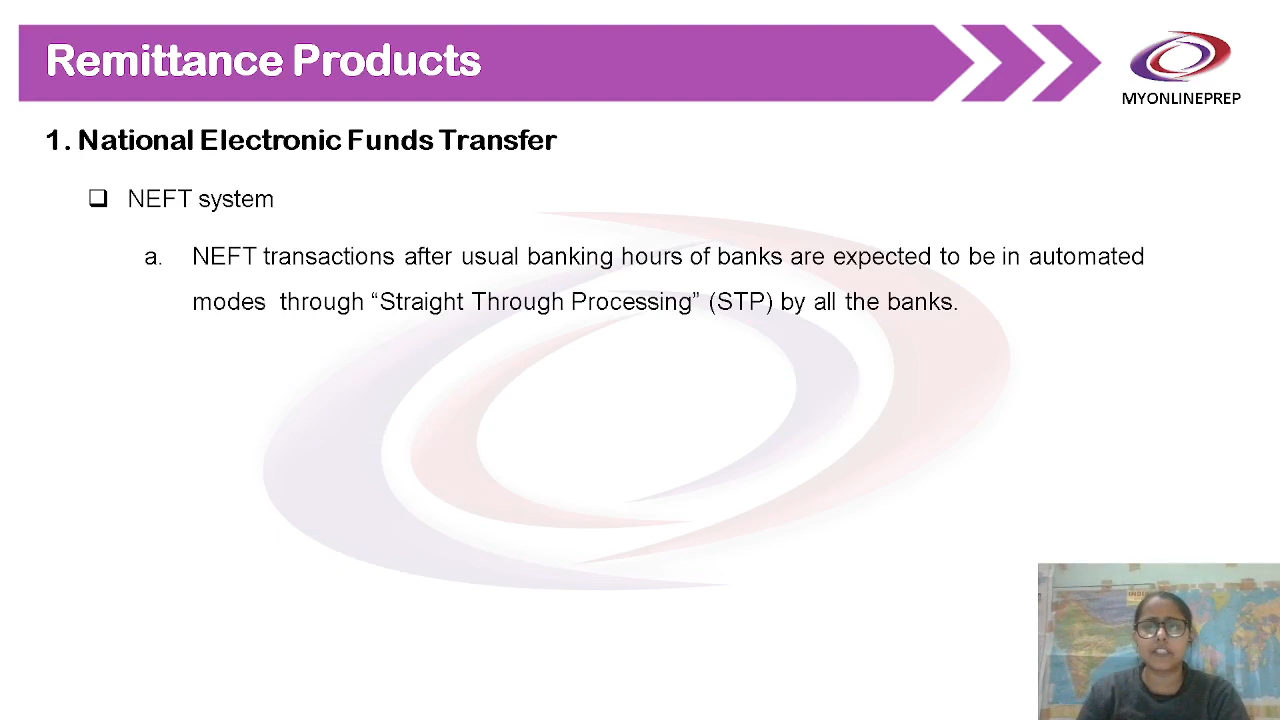 Remittance Products
MYONLINEPREP
1. National Electronic Funds Transfer
❑ NEFT system
a. NEFT transactions after usual banking hours of banks are expected to be in automated
modes through “Straight Through Processing” (STP) by all the banks.
INDIA